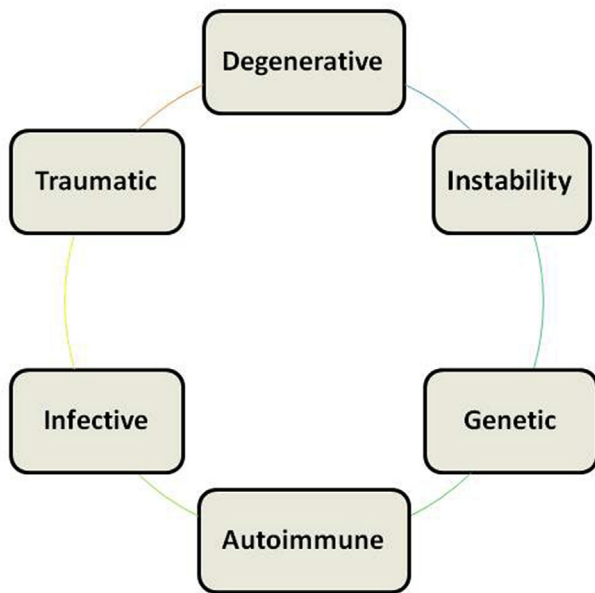 Degenerative
Instability
Genetic
Autoimmune
Infective
Traumatic